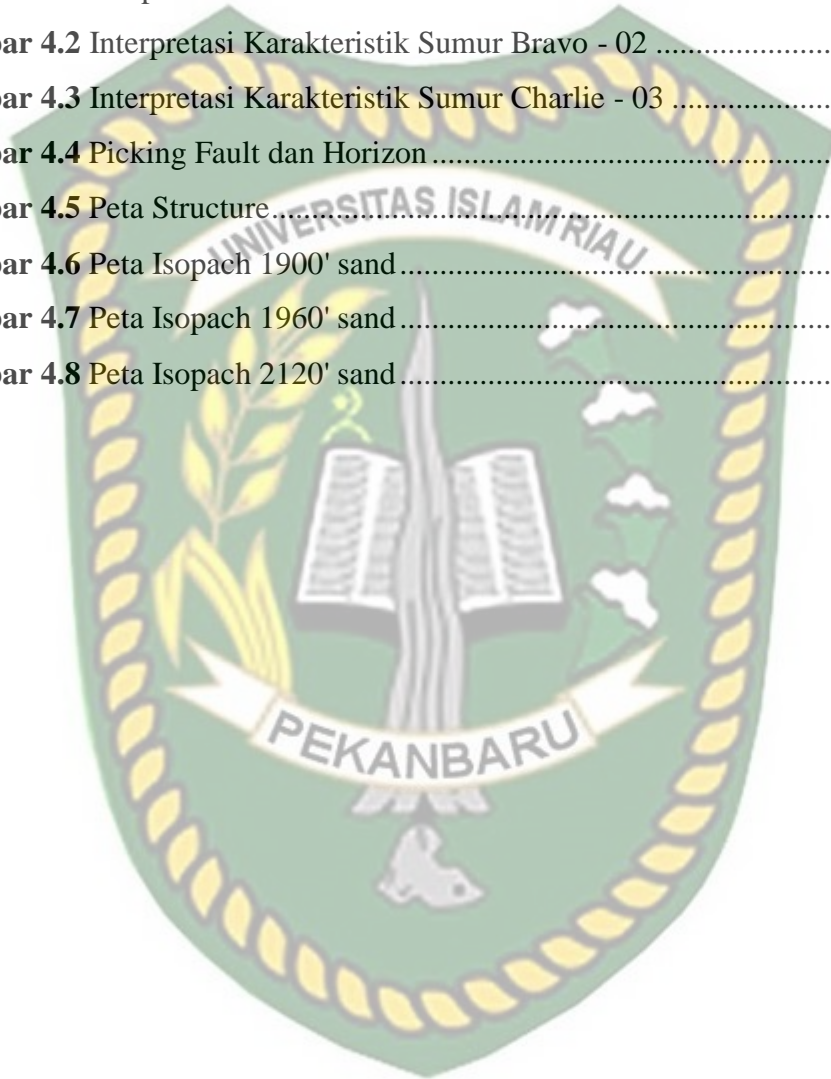 bar 4.2 Interpretasi Karakteristik Sumur Bravo - 02 ........................
bar 4.3 Interpretasi Karakteristik Sumur Charlie - 03 ......................
bar 4.4 Picking Fault dan Horizon ..........................................................
bar 4.5 Peta Structure..............................................................................
bar 4.6 Peta Isopach 1900' sand ..............................................................
bar 4.7 Peta Isopach 1960' sand ..............................................................
bar 4.8 Peta Isopach 2120' sand ..............................................................
UNIVERSITAS ISLAM RIAU
PEKANBARU